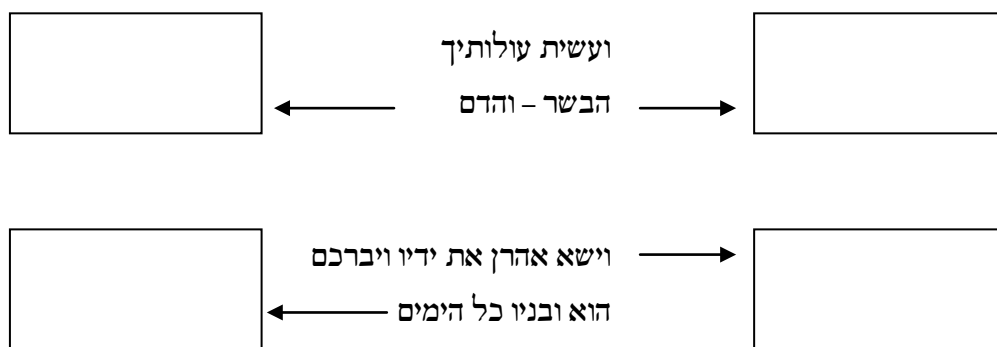 ועשית עולותיך
הבשר – והדם
וישא אהרן את ידיו ויברכם
הוא ובניו כל הימים